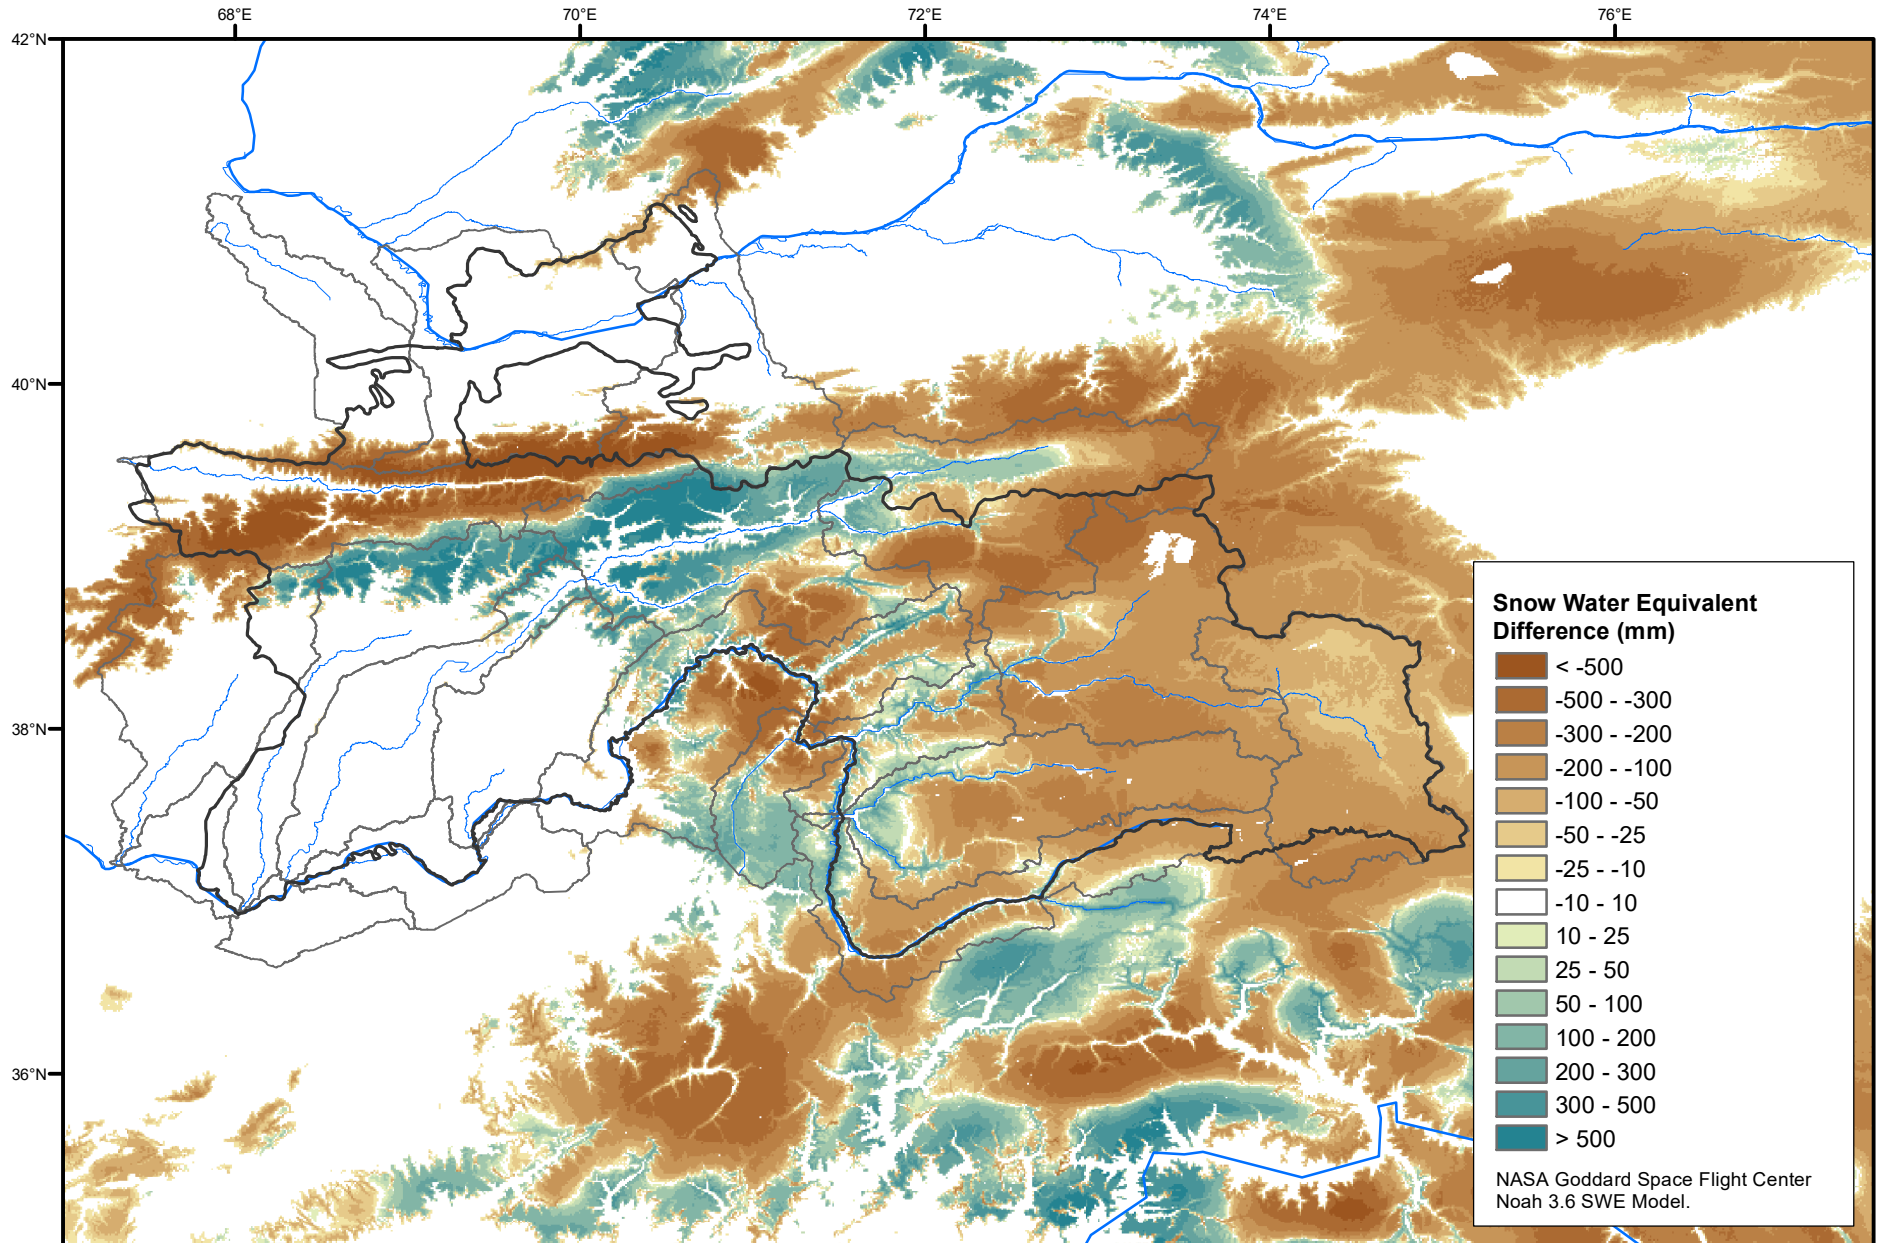 68°E 70°E 72°E 74°E 76°E
42°N
40°N
38°N
36°N
Snow Water Equivalent
Difference (mm)
< -500
-500 - -300
-300 - -200
-200 - -100
-100 - -50
-50 - -25
-25 - -10
-10 - 10
10 - 25
25 - 50
50 - 100
100 - 200
200 - 300
300 - 500
> 500
NASA Goddard Space Flight Center
Noah 3.6 SWE Model.